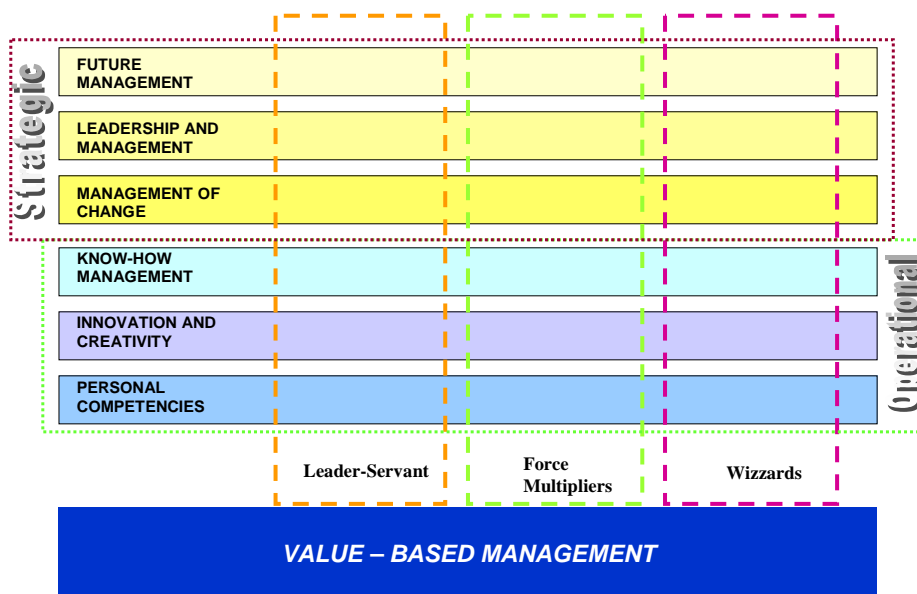 Strategic
FUTURE
MANAGEMENT
LEADERSHIP AND
MANAGEMENT
MANAGEMENT OF
CHANGE
KNOW-HOW
MANAGEMENT
INNOVATION AND
CREATIVITY
PERSONAL
COMPETENCIES
Operational
Leader-Servant
Force
Multipliers
Wizzards
VALUE – BASED MANAGEMENT